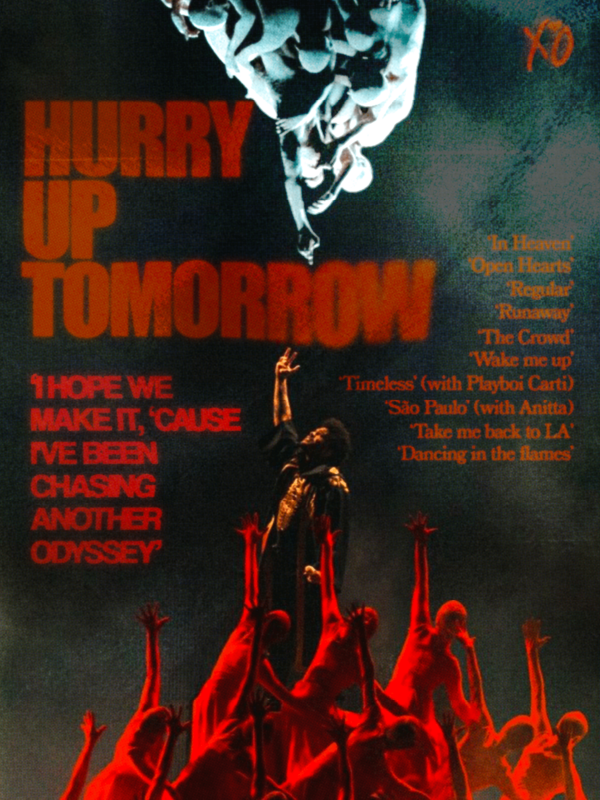 XO
HURRY
UP
TOMORROW
'In Heaven'
'Open Hearts'
'Regular'
'Runaway'
'The Crowd'
'Wake me up'
'Timeless' (with Playboi Carti)
'São Paulo' (with Anitta)
'Take me back to LA'
'Dancing in the flames'
'I HOPE WE
MAKE IT, 'CAUSE
I'VE BEEN
CHASING
ANOTHER
ODYSSEY'